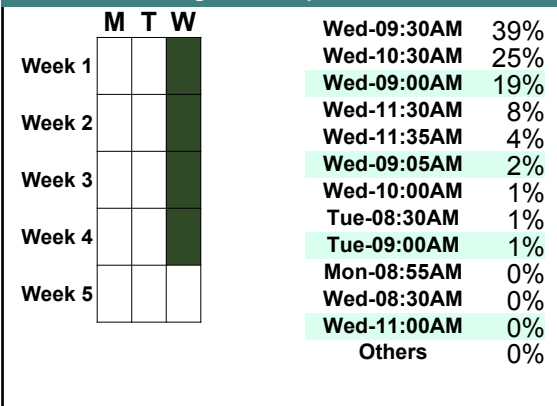 M T W
Week 1
Week 2
Week 3
Week 4
Week 5
Wed-09:30AM 39%
Wed-10:30AM 25%
Wed-09:00AM 19%
Wed-11:30AM 8%
Wed-11:35AM 4%
Wed-09:05AM 2%
Wed-10:00AM 1%
Tue-08:30AM 1%
Tue-09:00AM 1%
Mon-08:55AM 0%
Wed-08:30AM 0%
Wed-11:00AM 0%
Others 0%